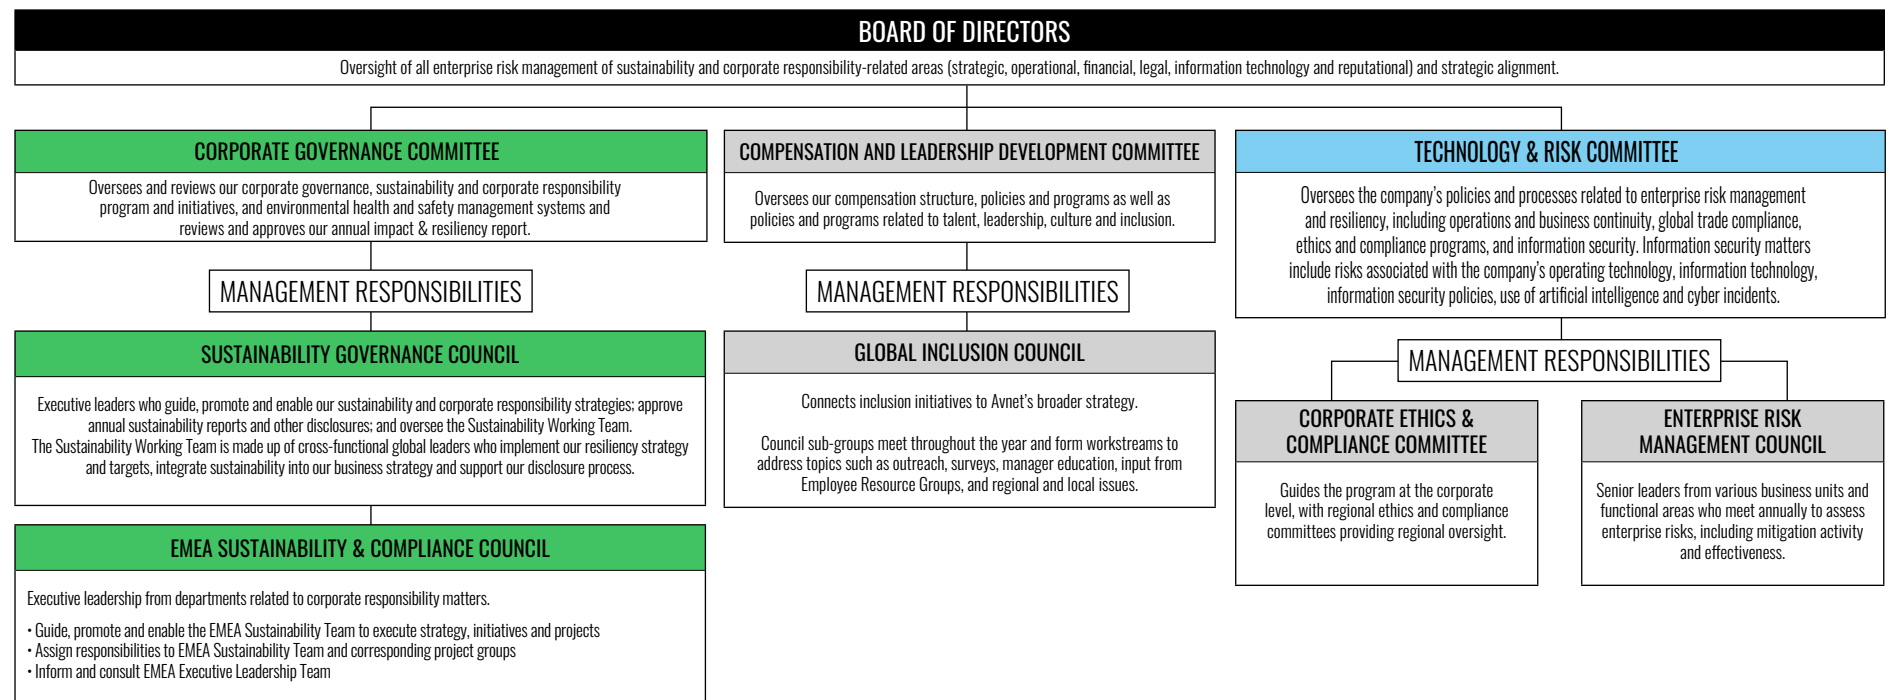 BOARD OF DIRECTORS
Oversight of all enterprise risk management of sustainability and corporate responsibility-related areas (strategic, operational, financial, legal, information technology and reputational) and strategic alignment.
CORPORATE GOVERNANCE COMMITTEE
Oversees and reviews our corporate governance, sustainability and corporate responsibility
program and initiatives, and environmental health and safety management systems and
reviews and approves our annual impact & resiliency report.
MANAGEMENT RESPONSIBILITIES
SUSTAINABILITY GOVERNANCE COUNCIL
Executive leaders who guide, promote and enable our sustainability and corporate responsibility strategies; approve
annual sustainability reports and other disclosures; and oversee the Sustainability Working Team.
The Sustainability Working Team is made up of cross-functional global leaders who implement our resiliency strategy
and targets, integrate sustainability into our business strategy and support our disclosure process.
EMEA SUSTAINABILITY & COMPLIANCE COUNCIL
Executive leadership from departments related to corporate responsibility matters.
• Guide, promote and enable the EMEA Sustainability Team to execute strategy, initiatives and projects
• Assign responsibilities to EMEA Sustainability Team and corresponding project groups
• Inform and consult EMEA Executive Leadership Team
COMPENSATION AND LEADERSHIP DEVELOPMENT COMMITTEE
Oversees our compensation structure, policies and programs as well as
policies and programs related to talent, leadership, culture and inclusion.
MANAGEMENT RESPONSIBILITIES
GLOBAL INCLUSION COUNCIL
Connects inclusion initiatives to Avnet's broader strategy.
Council sub-groups meet throughout the year and form workstreams to
address topics such as outreach, surveys, manager education, input from
Employee Resource Groups, and regional and local issues.
TECHNOLOGY & RISK COMMITTEE
Oversees the company's policies and processes related to enterprise risk management
and resiliency, including operations and business continuity, global trade compliance,
ethics and compliance programs, and information security. Information security matters
include risks associated with the company's operating technology, information technology,
information security policies, use of artificial intelligence and cyber incidents.
MANAGEMENT RESPONSIBILITIES
CORPORATE ETHICS &
COMPLIANCE COMMITTEE
Guides the program at the corporate
level, with regional ethics and compliance
committees providing regional oversight.
ENTERPRISE RISK
MANAGEMENT COUNCIL
Senior leaders from various business units and
functional areas who meet annually to assess
enterprise risks, including mitigation activity
and effectiveness.